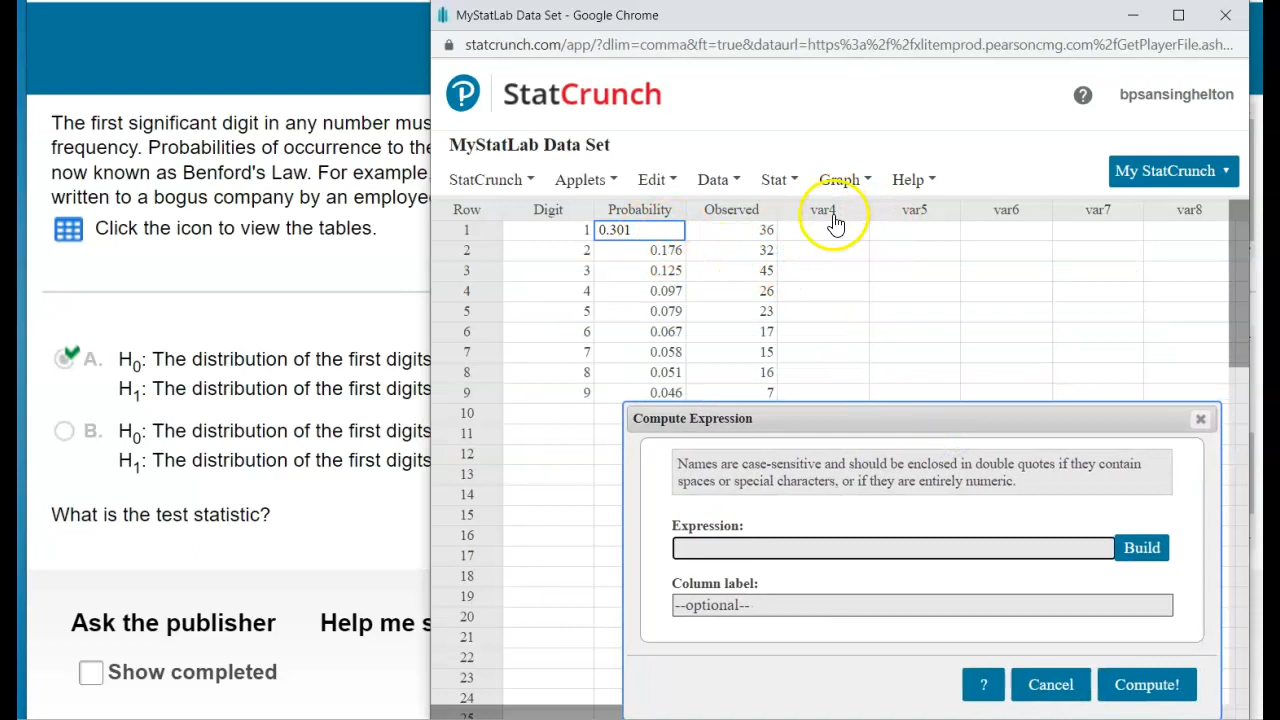 MyStatLab Data Set - Google Chrome
statcrunch.com/app/?dlim=comma&ft=true&dataurl=https%3a%2f%2fxlitemprod.pearsoncmg.com%2fGetPlayerFile.ash...
StatCrunch
bpsansinghelton
MyStatLab Data Set
StatCrunch Applets Edit Data Stat Graph Help
My StatCrunch
Row Digit Probability Observed var4 var5 var6 var7 var8
1 1 0.301 36
2 2 0.176 32
3 3 0.125 45
4 4 0.097 26
5 5 0.079 23
6 6 0.067 17
7 7 0.058 15
8 8 0.051 16
9 9 0.046 7
10
11
12
13
14
15
16
17
18
19
20
21
22
23
24
25
Compute Expression
Names are case-sensitive and should be enclosed in double quotes if they contain
spaces or special characters, or if they are entirely numeric.
Expression:
Build
Column label:
--optional--
? Cancel Compute!
The first significant digit in any number mus
frequency. Probabilities of occurrence to the
now known as Benford's Law. For example,
written to a bogus company by an employe
Click the icon to view the tables.
A. H0: The distribution of the first digits
H1: The distribution of the first digits
B. H0: The distribution of the first digits
H1: The distribution of the first digits
What is the test statistic?
Ask the publisher Help me s
Show completed